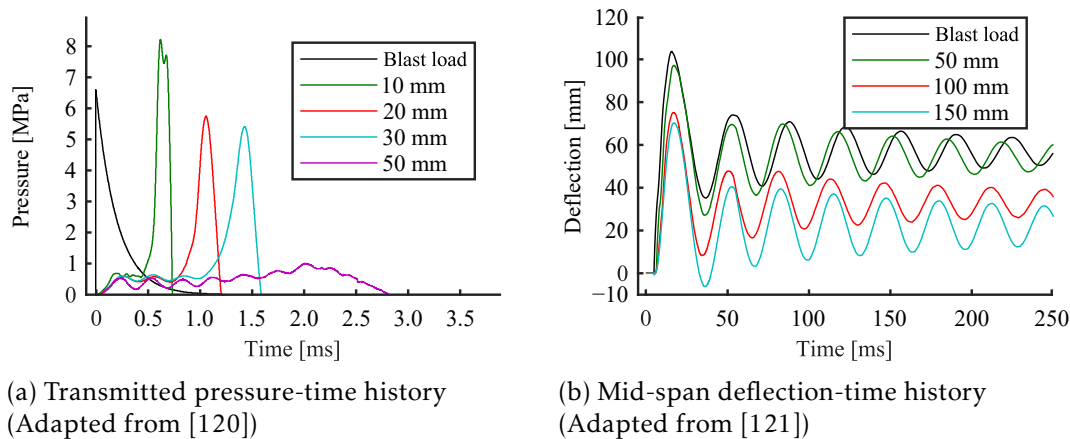 8
7
6
5
4
3
2
1
0
Pressure [MPa]
Blast load
10 mm
20 mm
30 mm
50 mm
0 0.5 1.0 1.5 2.0 2.5 3.0 3.5
Time [ms]
(a) Transmitted pressure-time history
(Adapted from [120])
120
100
80
60
40
20
0
−10
Deflection [mm]
Blast load
50 mm
100 mm
150 mm
0 50 100 150 200 250
Time [ms]
(b) Mid-span deflection-time history
(Adapted from [121])